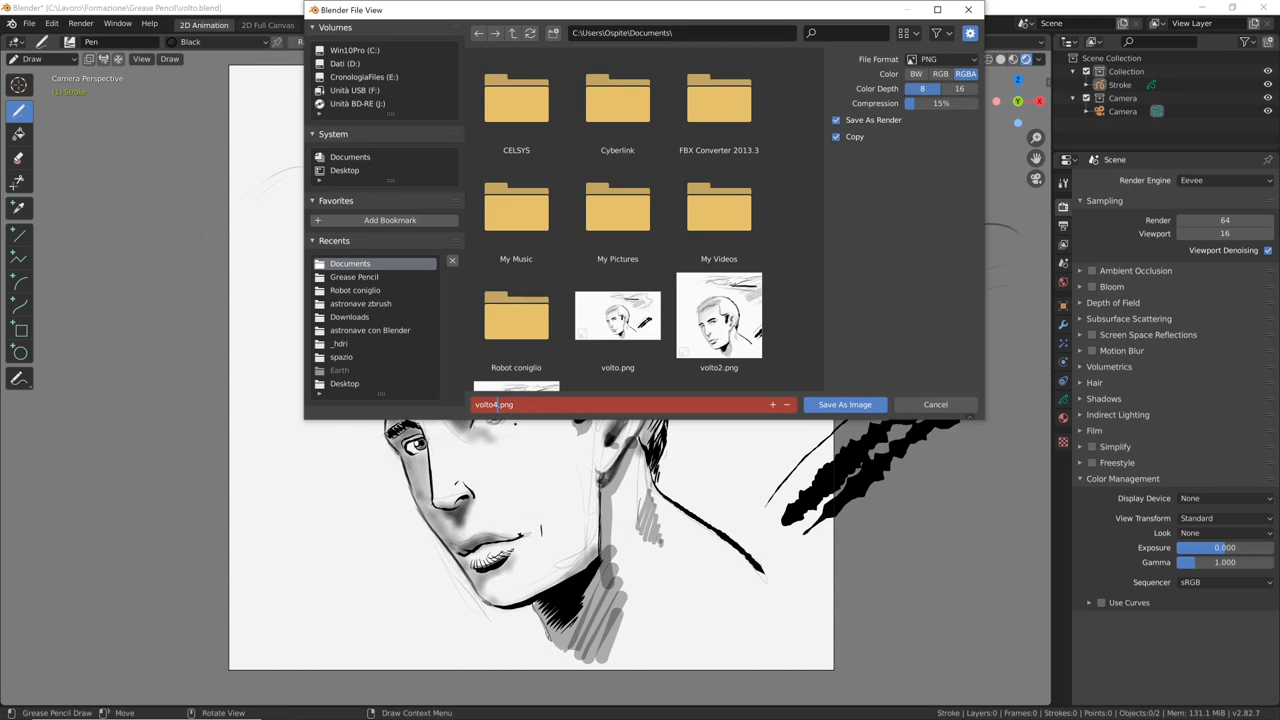 Blender* [C:\Lavoro\Formazione\Grease Pencil\volto.blend]
File Edit Render Window Help 2D Animation 2D Full Canvas
Scene View Layer
Pen Black
Draw View Draw
Camera Perspective
(1) Stroke
Blender File View
Volumes
Win10Pro (C:)
Dati (D:)
CronologiaFiles (E:)
Unità USB (F:)
Unità BD-RE (J:)
System
Documents
Desktop
Favorites
Add Bookmark
Recents
Documents
Grease Pencil
Robot coniglio
astronave zbrush
Downloads
astronave con Blender
_hdri
spazio
Earth
Desktop
C:\Users\Ospite\Documents\
CELSYS Cyberlink FBX Converter 2013.3
My Music My Pictures My Videos
Robot coniglio volto.png volto2.png
volto4.png
Save As Image Cancel
File Format PNG
Color BW RGB RGBA
Color Depth 8 16
Compression 15%
Save As Render
Copy
Scene Collection
Collection
Stroke
Camera
Camera
Scene
Render Engine Eevee
Sampling
Render 64
Viewport 16
Viewport Denoising
Ambient Occlusion
Bloom
Depth of Field
Subsurface Scattering
Screen Space Reflections
Motion Blur
Volumetrics
Hair
Shadows
Indirect Lighting
Film
Simplify
Freestyle
Color Management
Display Device None
View Transform Standard
Look None
Exposure 0.000
Gamma 1.000
Sequencer sRGB
Use Curves
Grease Pencil Draw Move Rotate View Draw Context Menu
Stroke | Layers:0 | Frames:0 | Strokes:0 | Points:0 | Objects:0/2 | Mem: 131.1 MiB | v2.82.7